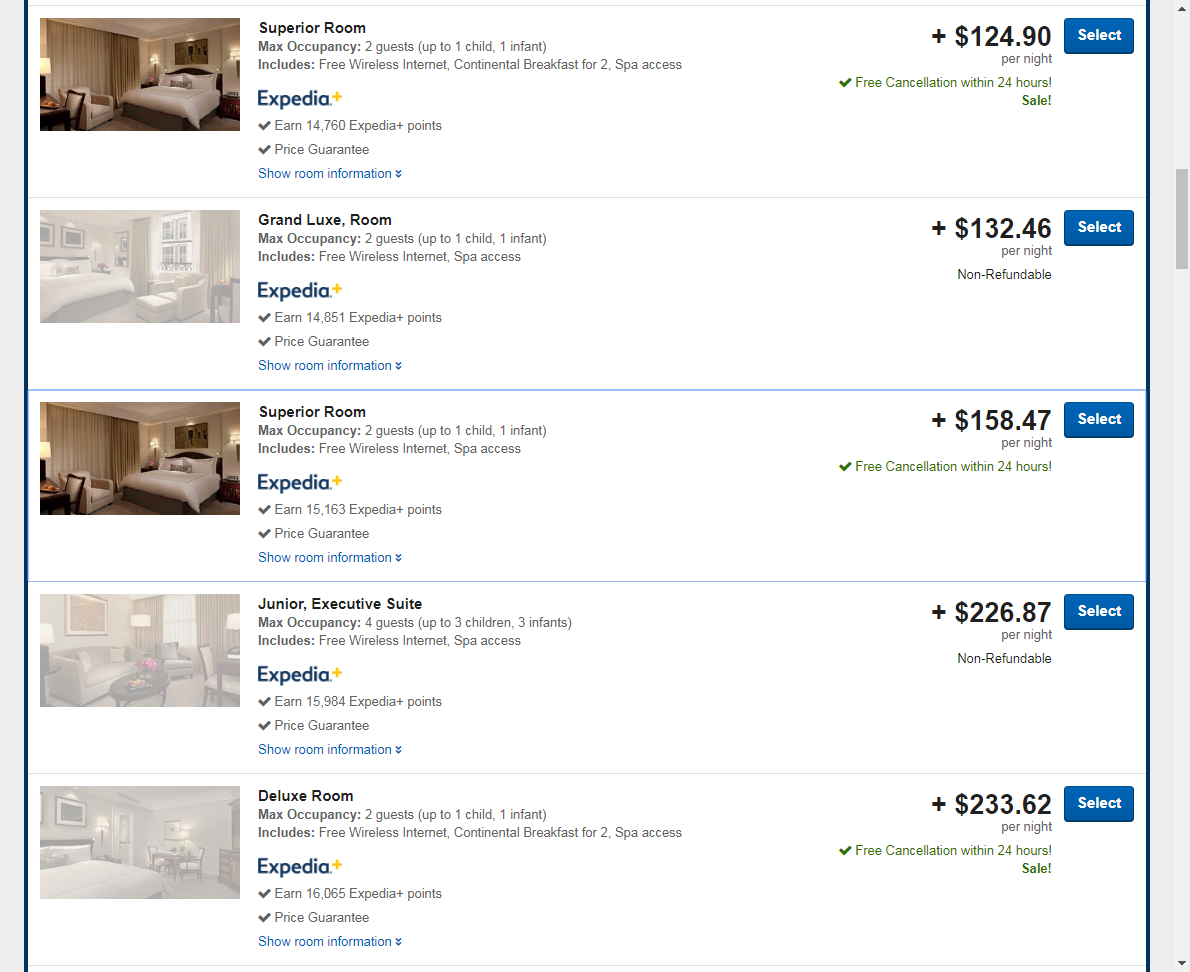 Superior Room
Max Occupancy: 2 guests (up to 1 child, 1 infant)
Includes: Free Wireless Internet, Continental Breakfast for 2, Spa access
Expedia+
Earn 14,760 Expedia+ points
Price Guarantee
Show room information
+ $124.90
per night
Free Cancellation within 24 hours!
Sale!
Select
Grand Luxe, Room
Max Occupancy: 2 guests (up to 1 child, 1 infant)
Includes: Free Wireless Internet, Spa access
Expedia+
Earn 14,851 Expedia+ points
Price Guarantee
Show room information
+ $132.46
per night
Non-Refundable
Select
Superior Room
Max Occupancy: 2 guests (up to 1 child, 1 infant)
Includes: Free Wireless Internet, Spa access
Expedia+
Earn 15,163 Expedia+ points
Price Guarantee
Show room information
+ $158.47
per night
Free Cancellation within 24 hours!
Select
Junior, Executive Suite
Max Occupancy: 4 guests (up to 3 children, 3 infants)
Includes: Free Wireless Internet, Spa access
Expedia+
Earn 15,984 Expedia+ points
Price Guarantee
Show room information
+ $226.87
per night
Non-Refundable
Select
Deluxe Room
Max Occupancy: 2 guests (up to 1 child, 1 infant)
Includes: Free Wireless Internet, Continental Breakfast for 2, Spa access
Expedia+
Earn 16,065 Expedia+ points
Price Guarantee
Show room information
+ $233.62
per night
Free Cancellation within 24 hours!
Sale!
Select